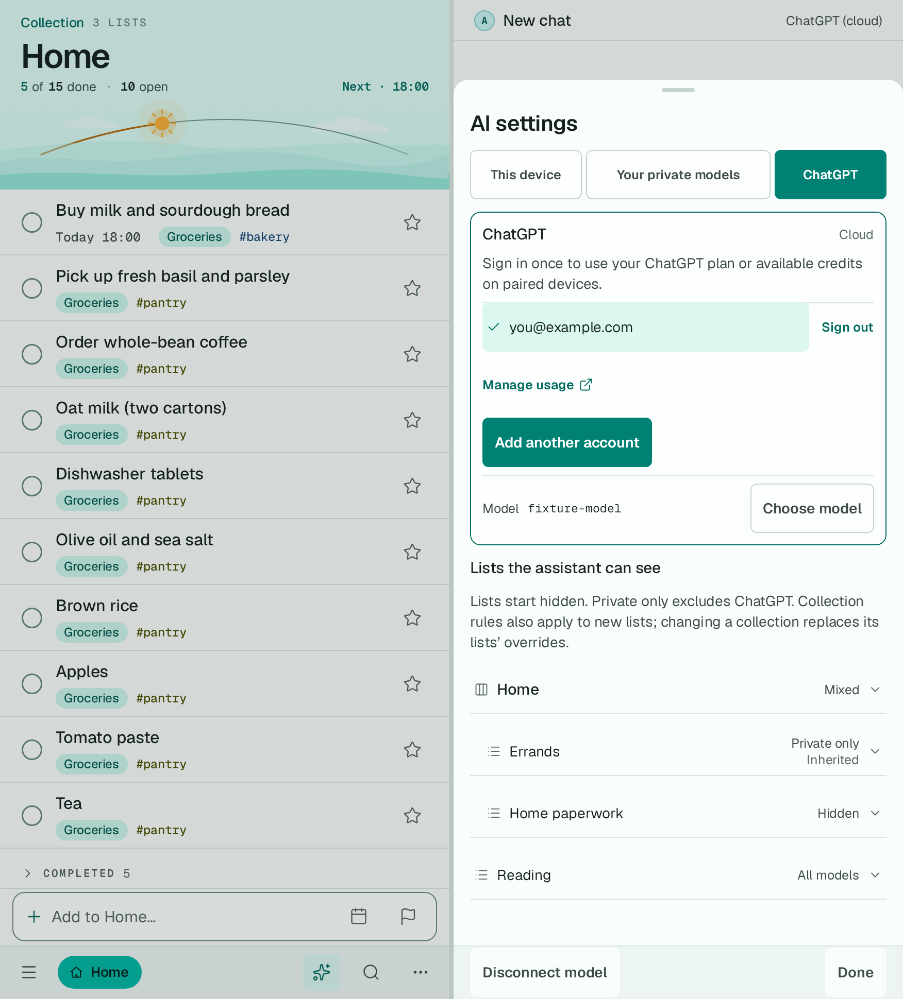 Collection 3 LISTS
Home
5 of 15 done · 10 open
Next · 18:00
Buy milk and sourdough bread
Today 18:00 Groceries #bakery
Pick up fresh basil and parsley
Groceries #pantry
Order whole-bean coffee
Groceries #pantry
Oat milk (two cartons)
Groceries #pantry
Dishwasher tablets
Groceries #pantry
Olive oil and sea salt
Groceries #pantry
Brown rice
Groceries #pantry
Apples
Groceries #pantry
Tomato paste
Groceries #pantry
Tea
Groceries #pantry
COMPLETED 5
Add to Home...
Home
A New chat
ChatGPT (cloud)
AI settings
This device
Your private models
ChatGPT
ChatGPT
Cloud
Sign in once to use your ChatGPT plan or available credits
on paired devices.
you@example.com
Sign out
Manage usage
Add another account
Model fixture-model
Choose model
Lists the assistant can see
Lists start hidden. Private only excludes ChatGPT. Collection
rules also apply to new lists; changing a collection replaces its
lists’ overrides.
Home
Mixed
Errands
Private only
Inherited
Home paperwork
Hidden
Reading
All models
Disconnect model
Done